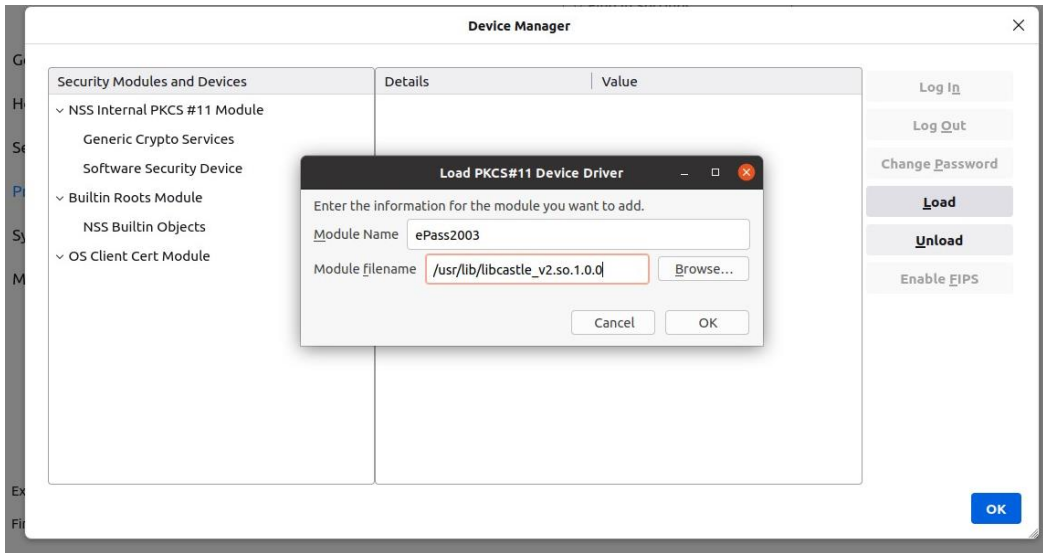 Device Manager
Security Modules and Devices
Details
Value
NSS Internal PKCS #11 Module
Generic Crypto Services
Software Security Device
Builtin Roots Module
NSS Builtin Objects
OS Client Cert Module
Log In
Log Out
Change Password
Load
Unload
Enable FIPS
Load PKCS#11 Device Driver
Enter the information for the module you want to add.
Module Name ePass2003
Module filename /usr/lib/libcastle_v2.so.1.0.0 Browse...
Cancel OK
OK